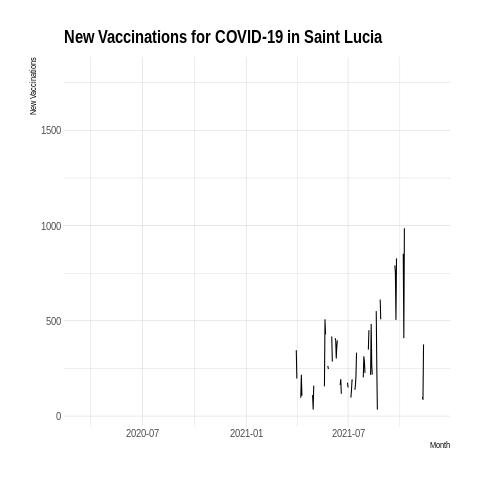 New Vaccinations for COVID-19 in Saint Lucia
New Vaccinations
1500
1000
500
0
2020-07 2021-01 2021-07
Month